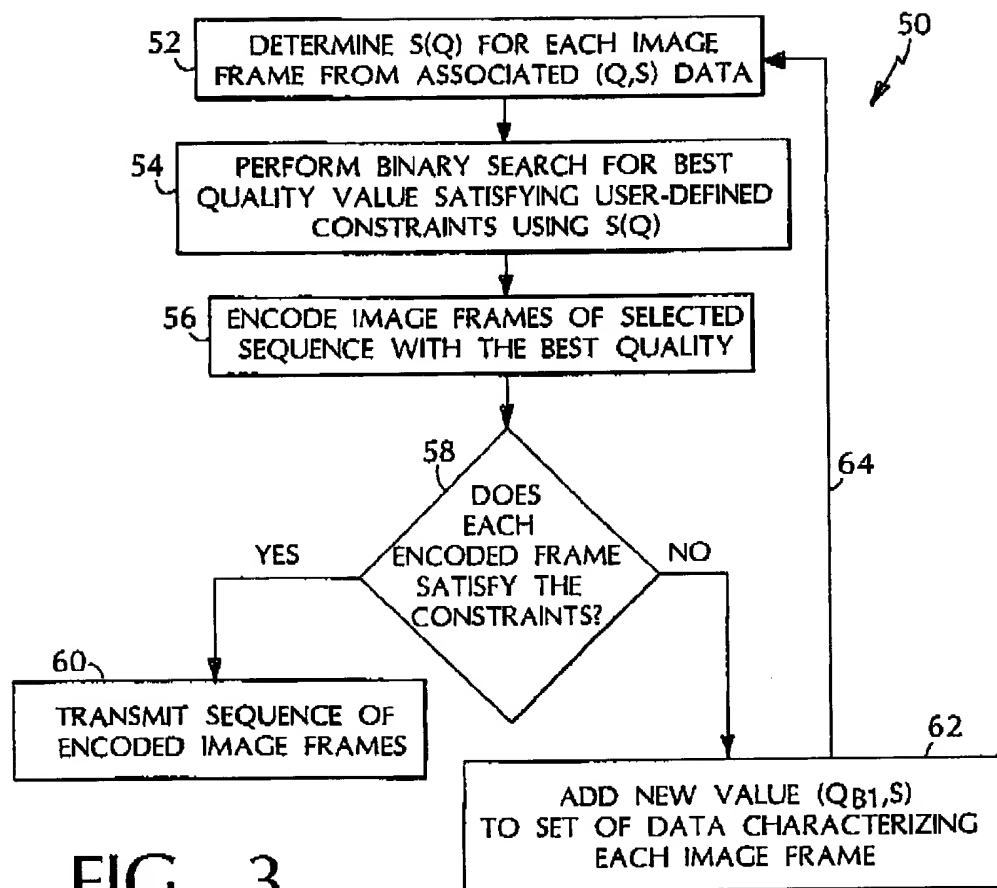 50
52
DETERMINE S(Q) FOR EACH IMAGE
FRAME FROM ASSOCIATED (Q,S) DATA
54
PERFORM BINARY SEARCH FOR BEST
QUALITY VALUE SATISFYING USER-DEFINED
CONSTRAINTS USING S(Q)
56
ENCODE IMAGE FRAMES OF SELECTED
SEQUENCE WITH THE BEST QUALITY
58
DOES
EACH
ENCODED FRAME
SATISFY THE
CONSTRAINTS?
YES
NO
64
60
TRANSMIT SEQUENCE OF
ENCODED IMAGE FRAMES
62
ADD NEW VALUE (QB1,S)
TO SET OF DATA CHARACTERIZING
EACH IMAGE FRAME
FIG. 3